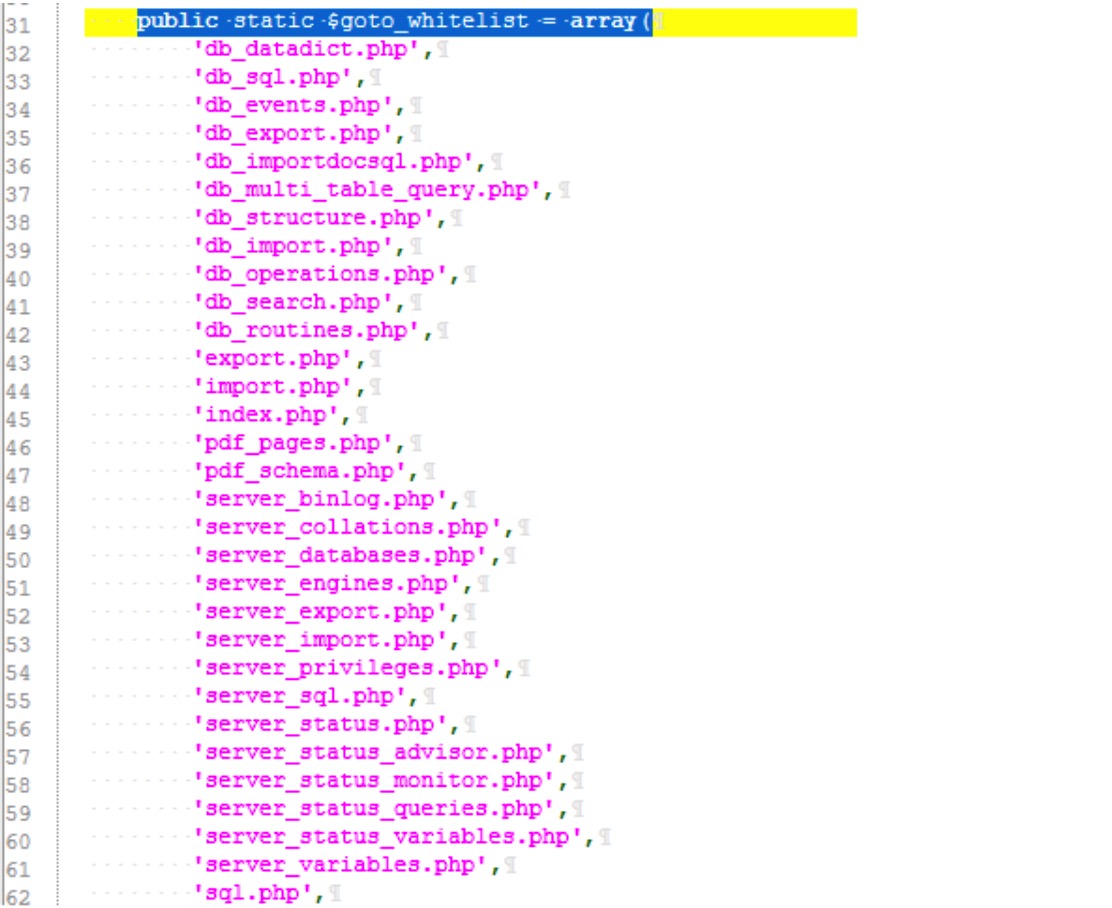 31 public static $goto_whitelist = array(¶
32 'db_datadict.php',¶
33 'db_sql.php',¶
34 'db_events.php',¶
35 'db_export.php',¶
36 'db_importdocsql.php',¶
37 'db_multi_table_query.php',¶
38 'db_structure.php',¶
39 'db_import.php',¶
40 'db_operations.php',¶
41 'db_search.php',¶
42 'db_routines.php',¶
43 'export.php',¶
44 'import.php',¶
45 'index.php',¶
46 'pdf_pages.php',¶
47 'pdf_schema.php',¶
48 'server_binlog.php',¶
49 'server_collations.php',¶
50 'server_databases.php',¶
51 'server_engines.php',¶
52 'server_export.php',¶
53 'server_import.php',¶
54 'server_privileges.php',¶
55 'server_sql.php',¶
56 'server_status.php',¶
57 'server_status_advisor.php',¶
58 'server_status_monitor.php',¶
59 'server_status_queries.php',¶
60 'server_status_variables.php',¶
61 'server_variables.php',¶
62 'sql.php',¶